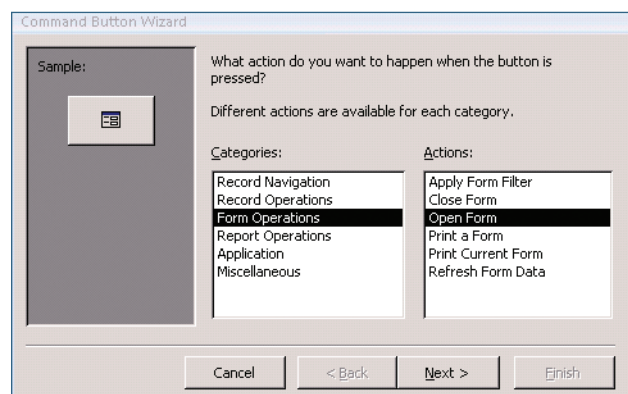 Command Button Wizard
Sample:
What action do you want to happen when the button is
pressed?
Different actions are available for each category.
Categories:
Record Navigation
Record Operations
Form Operations
Report Operations
Application
Miscellaneous
Actions:
Apply Form Filter
Close Form
Open Form
Print a Form
Print Current Form
Refresh Form Data
Cancel
< Back
Next >
Finish